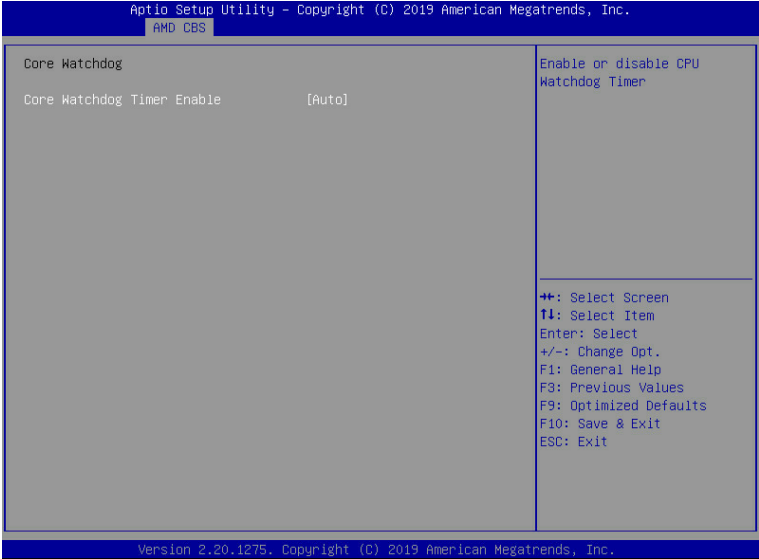 Aptio Setup Utility – Copyright (C) 2019 American Megatrends, Inc.
AMD CBS
Core Watchdog
Core Watchdog Timer Enable [Auto]
Enable or disable CPU
Watchdog Timer
→←: Select Screen
↑↓: Select Item
Enter: Select
+/-: Change Opt.
F1: General Help
F3: Previous Values
F9: Optimized Defaults
F10: Save & Exit
ESC: Exit
Version 2.20.1275. Copyright (C) 2019 American Megatrends, Inc.